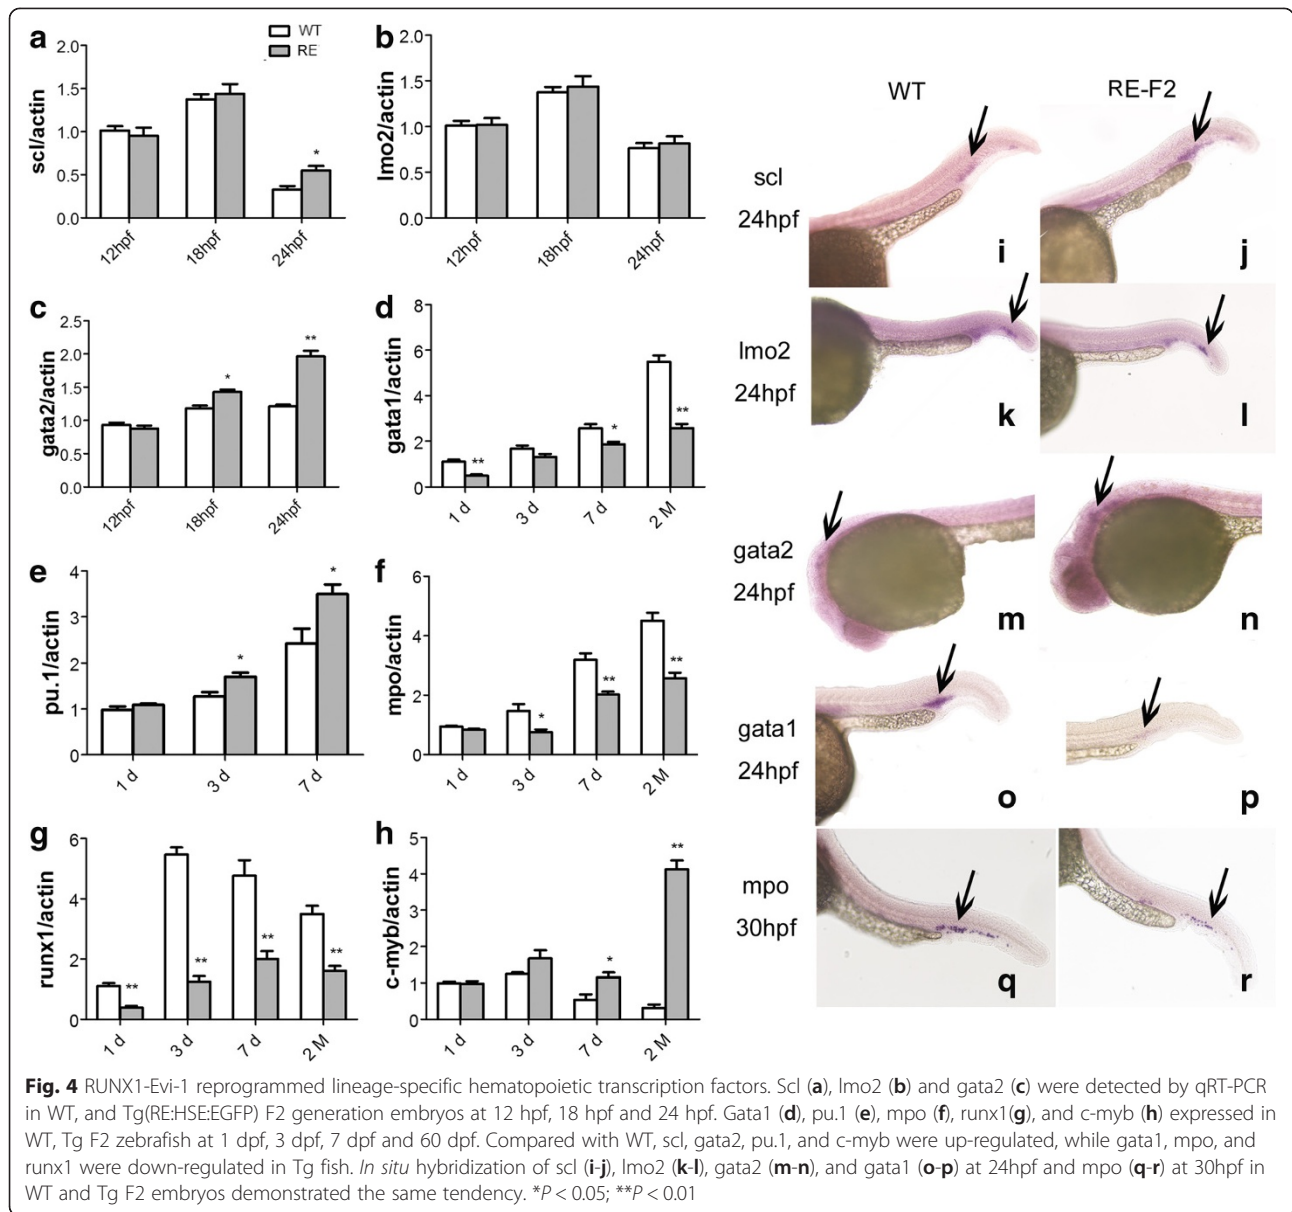 a
WT
RE
scl/actin
2.0
1.5
1.0
0.5
0.0
*
12hpf
18hpf
24hpf
b
lmo2/actin
2.0
1.5
1.0
0.5
0.0
12hpf
18hpf
24hpf
c
gata2/actin
2.5
2.0
1.5
1.0
0.5
0.0
*
**
12hpf
18hpf
24hpf
d
gata1/actin
8
6
4
2
0
**
*
**
1 d
3 d
7 d
2 M
e
pu.1/actin
4
3
2
1
0
*
*
1 d
3 d
7 d
f
mpo/actin
6
4
2
0
*
**
**
1 d
3 d
7 d
2 M
g
runx1/actin
6
4
2
0
**
**
**
**
1 d
3 d
7 d
2 M
h
c-myb/actin
5
4
3
2
1
0
*
**
1 d
3 d
7 d
2 M
WT
RE-F2
scl
24hpf
i
j
lmo2
24hpf
k
l
gata2
24hpf
m
n
gata1
24hpf
o
p
mpo
30hpf
q
r
Fig. 4 RUNX1-Evi-1 reprogrammed lineage-specific hematopoietic transcription factors. Scl (a), lmo2 (b) and gata2 (c) were detected by qRT-PCR
in WT, and Tg(RE:HSE:EGFP) F2 generation embryos at 12 hpf, 18 hpf and 24 hpf. Gata1 (d), pu.1 (e), mpo (f), runx1(g), and c-myb (h) expressed in
WT, Tg F2 zebrafish at 1 dpf, 3 dpf, 7 dpf and 60 dpf. Compared with WT, scl, gata2, pu.1, and c-myb were up-regulated, while gata1, mpo, and
runx1 were down-regulated in Tg fish. In situ hybridization of scl (i-j), lmo2 (k-l), gata2 (m-n), and gata1 (o-p) at 24hpf and mpo (q-r) at 30hpf in
WT and Tg F2 embryos demonstrated the same tendency. *P < 0.05; **P < 0.01